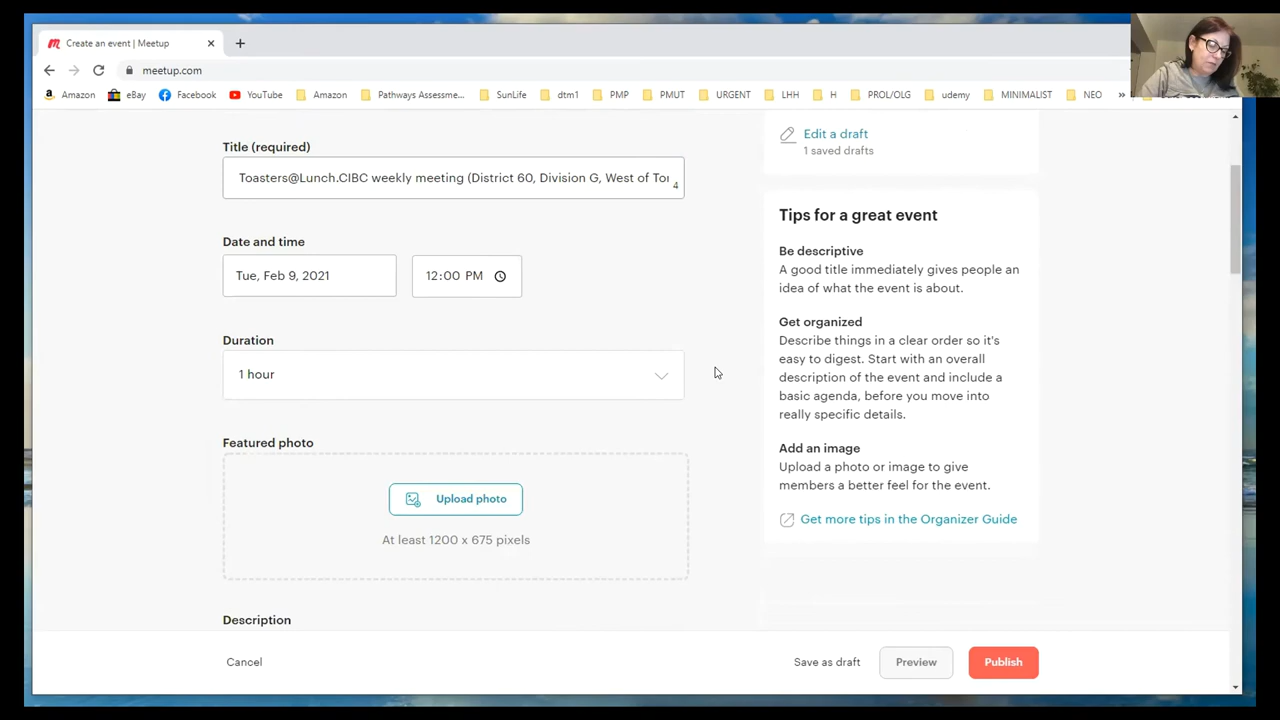 Create an event | Meetup
meetup.com
Amazon eBay Facebook YouTube Amazon Pathways Assessme... SunLife dtm1 PMP PMUT URGENT LHH H PROL/OLG udemy MINIMALIST NEO »
Edit a draft
1 saved drafts
Title (required)
Toasters@Lunch.CIBC weekly meeting (District 60, Division G, West of Tor
4
Date and time
Tue, Feb 9, 2021
12:00 PM
Duration
1 hour
Featured photo
Upload photo
At least 1200 x 675 pixels
Description
Tips for a great event
Be descriptive
A good title immediately gives people an
idea of what the event is about.
Get organized
Describe things in a clear order so it's
easy to digest. Start with an overall
description of the event and include a
basic agenda, before you move into
really specific details.
Add an image
Upload a photo or image to give
members a better feel for the event.
Get more tips in the Organizer Guide
Cancel
Save as draft
Preview
Publish